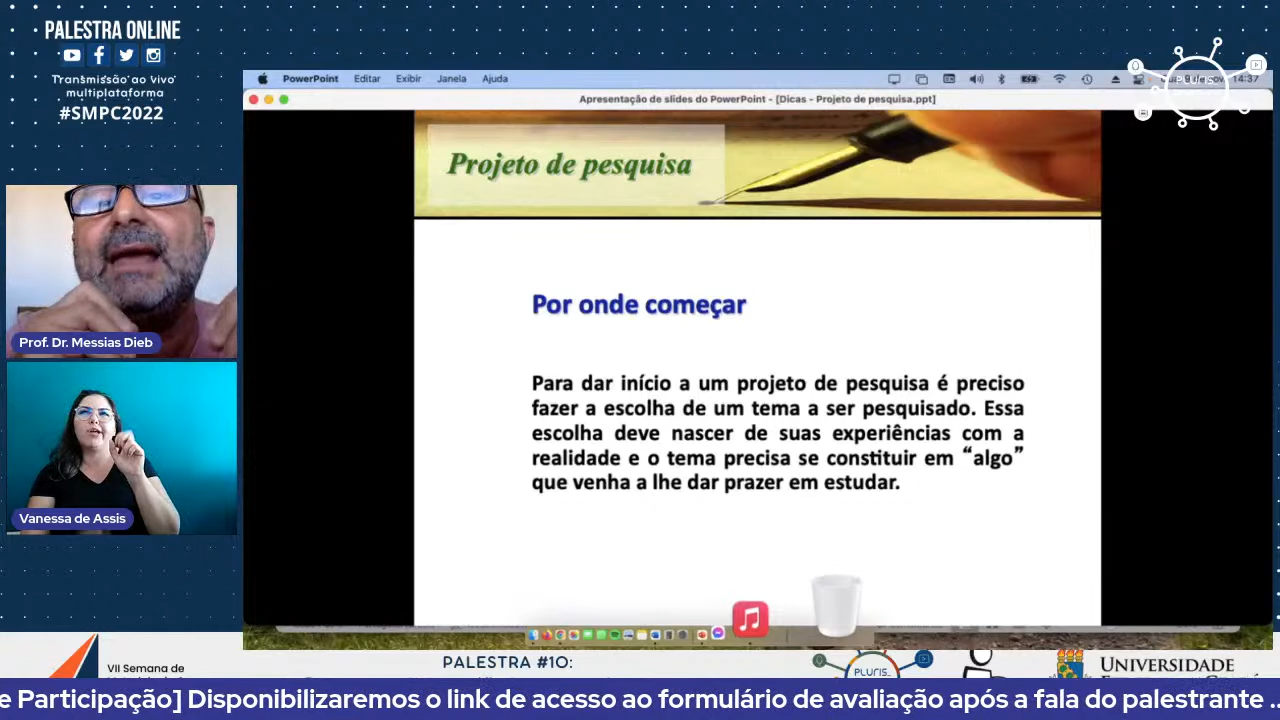 PALESTRA ONLINE
Transmissão ao vivo
multiplataforma
#SMPC2022
PowerPoint Editar Exibir Janela Ajuda
14:37
Apresentação de slides do PowerPoint - [Dicas - Projeto de pesquisa.ppt]
PLURIS
Projeto de pesquisa
Por onde começar
Para dar início a um projeto de pesquisa é preciso
fazer a escolha de um tema a ser pesquisado. Essa
escolha deve nascer de suas experiências com a
realidade e o tema precisa se constituir em “algo”
que venha a lhe dar prazer em estudar.
Prof. Dr. Messias Dieb
Vanessa de Assis
VII Semana de
PALESTRA #10:
PLURIS
UNIVERSIDADE
e Participação] Disponibilizaremos o link de acesso ao formulário de avaliação após a fala do palestrante ..